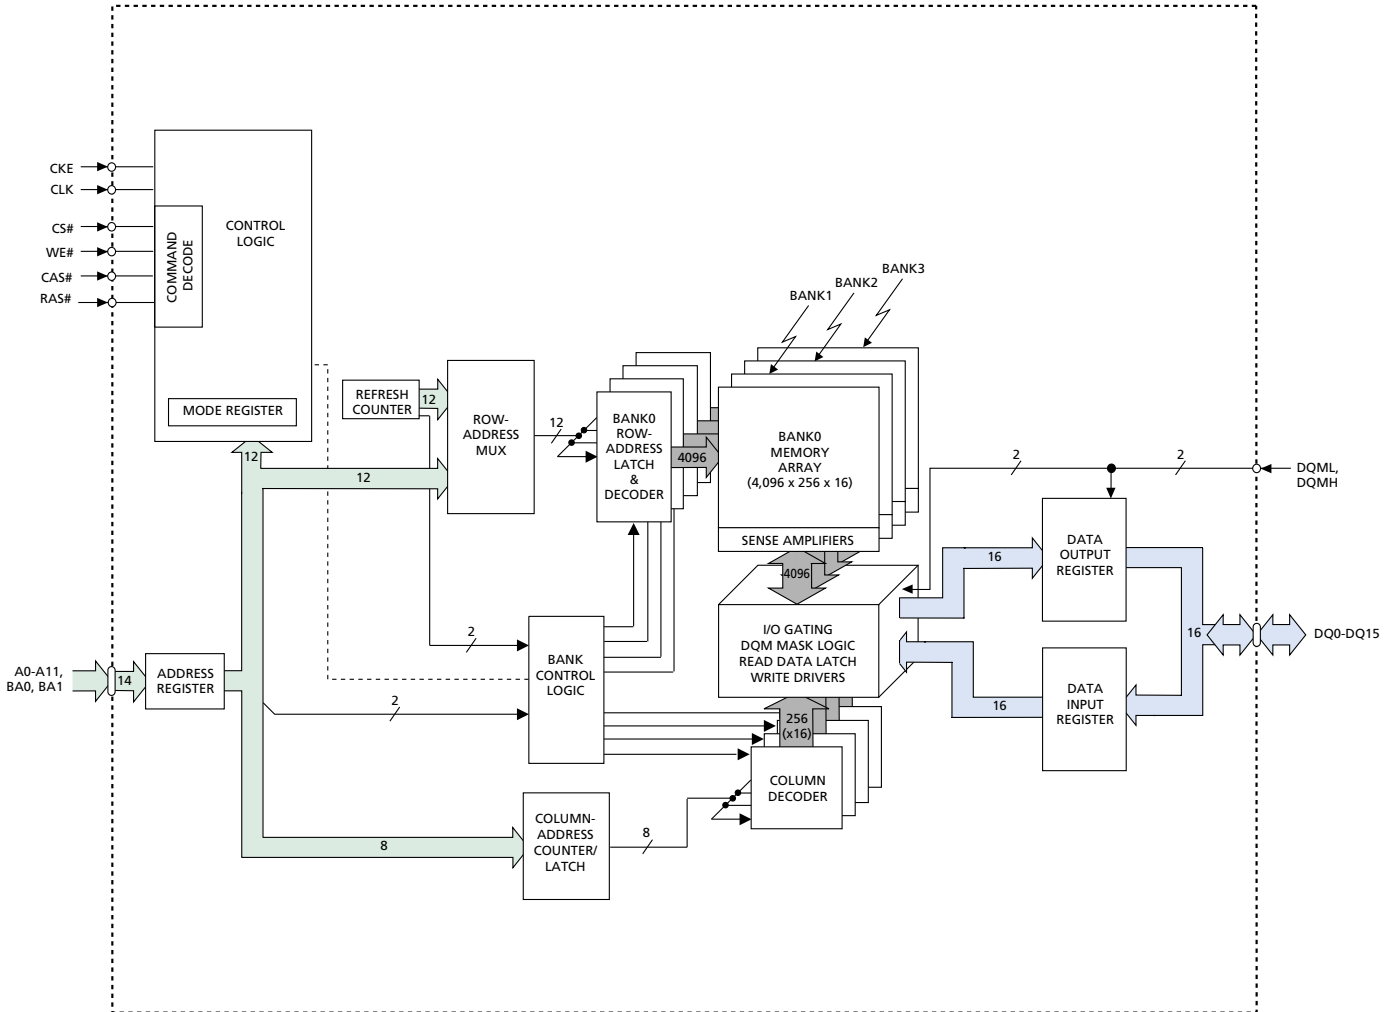 CKE
CLK
CS#
WE#
CAS#
RAS#
COMMAND
DECODE
CONTROL
LOGIC
MODE REGISTER
12
12
REFRESH
COUNTER
12
ROW-
ADDRESS
MUX
12
BANK0
ROW-
ADDRESS
LATCH
&
DECODER
4096
BANK1
BANK2
BANK3
BANK0
MEMORY
ARRAY
(4,096 x 256 x 16)
SENSE AMPLIFIERS
4096
I/O GATING
DQM MASK LOGIC
READ DATA LATCH
WRITE DRIVERS
2
2
DQML,
DQMH
16
DATA
OUTPUT
REGISTER
16
DQ0-DQ15
16
DATA
INPUT
REGISTER
A0-A11,
BA0, BA1
14
ADDRESS
REGISTER
2
2
BANK
CONTROL
LOGIC
256
(x16)
COLUMN
DECODER
8
COLUMN-
ADDRESS
COUNTER/
LATCH
8